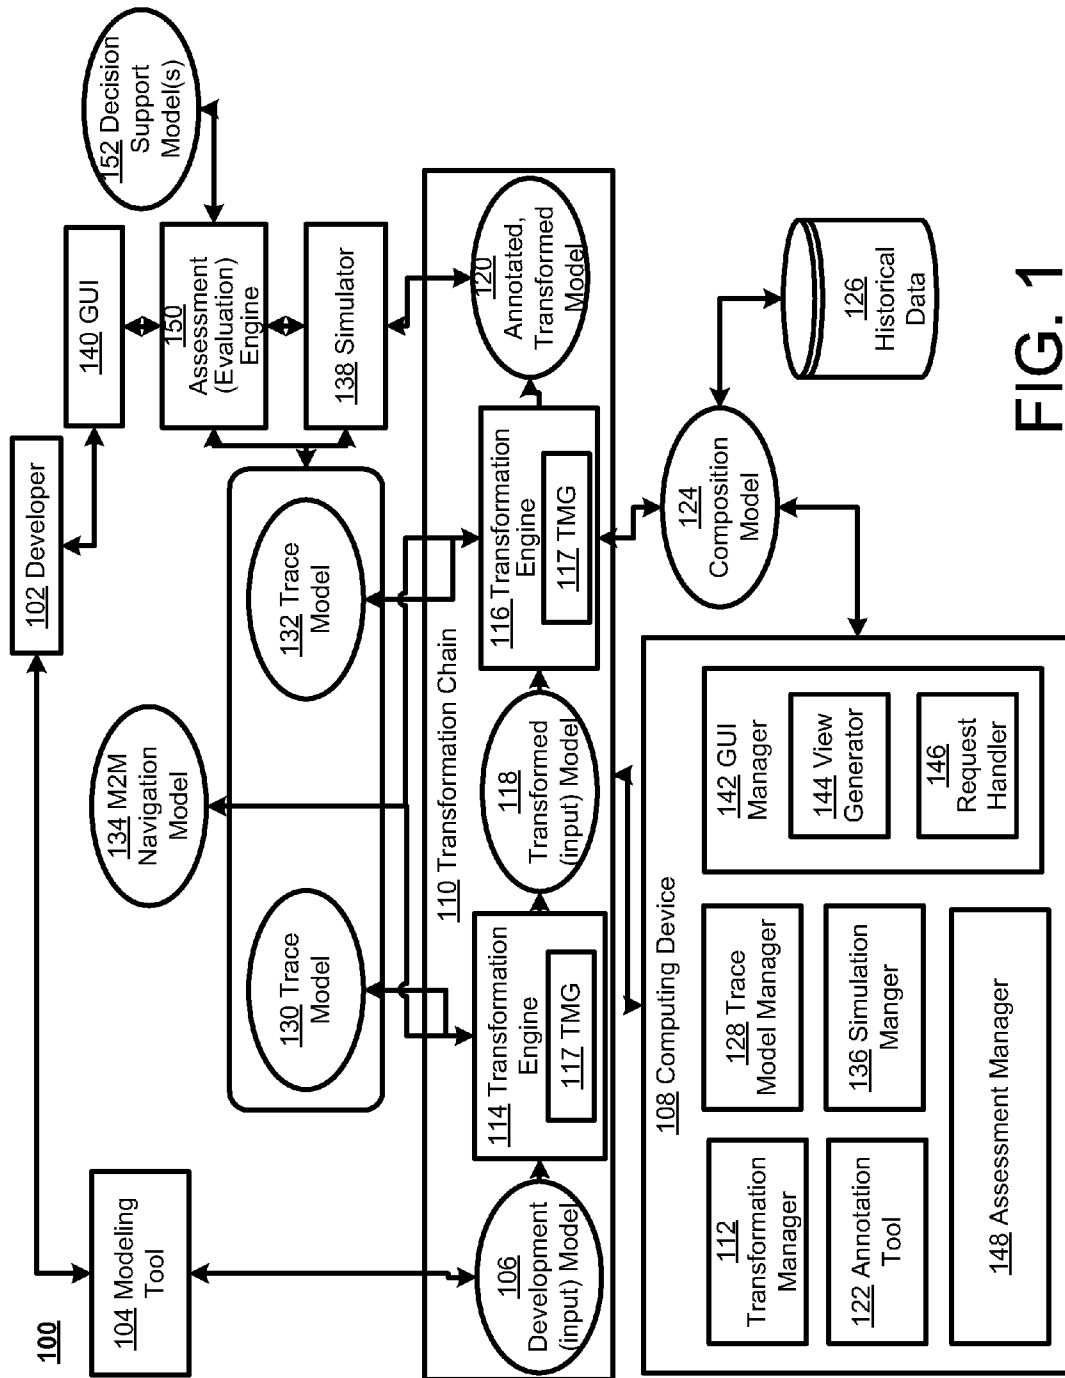 100
102 Developer
104 Modeling
Tool
134 M2M
Navigation
Model
140 GUI
152 Decision
Support
Model(s)
150
Assessment
(Evaluation)
Engine
138 Simulator
130 Trace
Model
132 Trace
Model
110 Transformation Chain
106
Development
(input) Model
114 Transformation
Engine
117 TMG
118
Transformed
(input) Model
116 Transformation
Engine
117 TMG
120
Annotated,
Transformed
Model
108 Computing Device
112
Transformation
Manager
128 Trace
Model Manager
122 Annotation
Tool
136 Simulation
Manger
148 Assessment Manager
142 GUI
Manager
144 View
Generator
146
Request
Handler
124
Composition
Model
126
Historical
Data
FIG. 1